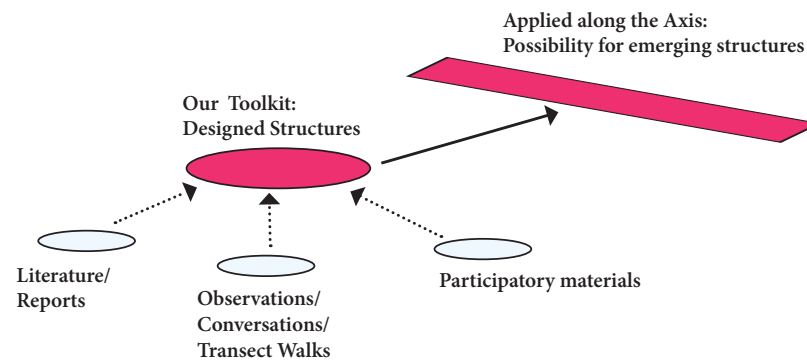 Applied along the Axis:
Possibility for emerging structures
Our Toolkit:
Designed Structures
Literature/
Reports
Observations/
Conversations/
Transect Walks
Participatory materials